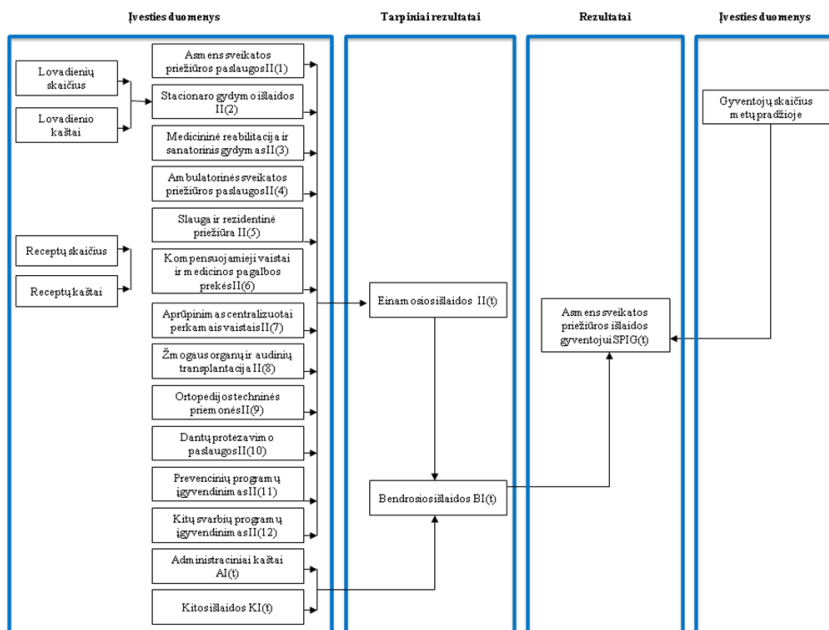 Įvesties duomenys
Tarpiniai rezultatai
Rezultatai
Įvesties duomenys
Lovadienių
skaičius
Lovadienio
kaštai
Receptų skaičius
Receptų kaštai
Asmens sveikatos
priežiūros paslaugos II(1)
Stacionaro gydymo išlaidos
II(2)
Medicininė reabilitacija ir
sanatorinis gydymas II(3)
Ambulatorinės sveikatos
priežiūros paslaugos II(4)
Slauga ir rezidentinė
priežiūra II(5)
Kompensuojamieji vaistai
ir medicinos pagalbos
prekės II(6)
Aprūpinimas centralizuotai
perkamais vaistais II(7)
Žmogaus organų ir audinių
transplantacija II(8)
Ortopedijos techninės
priemonės II(9)
Dantų protezavimo
paslaugos II(10)
Prevencinių programų
įgyvendinimas II(11)
Kitų svarbių programų
įgyvendinimas II(12)
Administraciniai kaštai
AI(t)
Kitos išlaidos KI(t)
Einamosios išlaidos II(t)
Bendrosios išlaidos BI(t)
Asmens sveikatos
priežiūros išlaidos
gyventojui SPIG(t)
Gyventojų skaičius
metų pradžioje